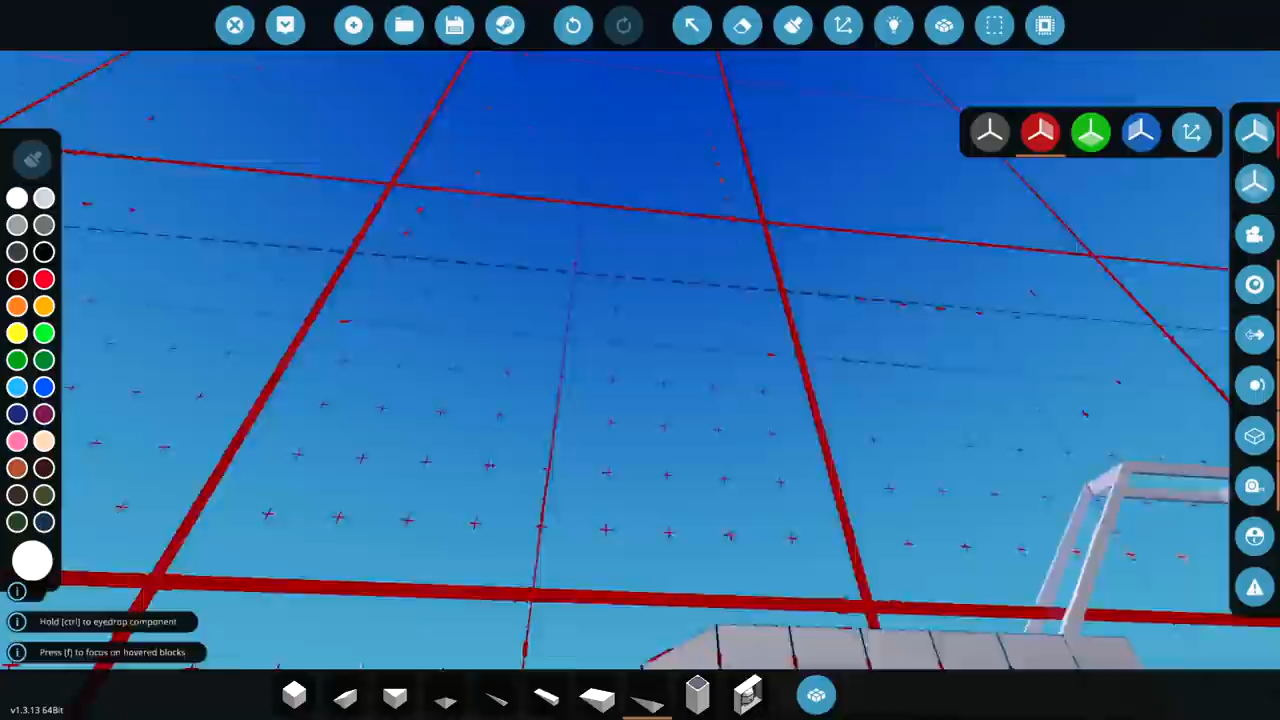 Hold [ctrl] to eyedrop component
Press [f] to focus on hovered blocks
v1.3.13 64Bit